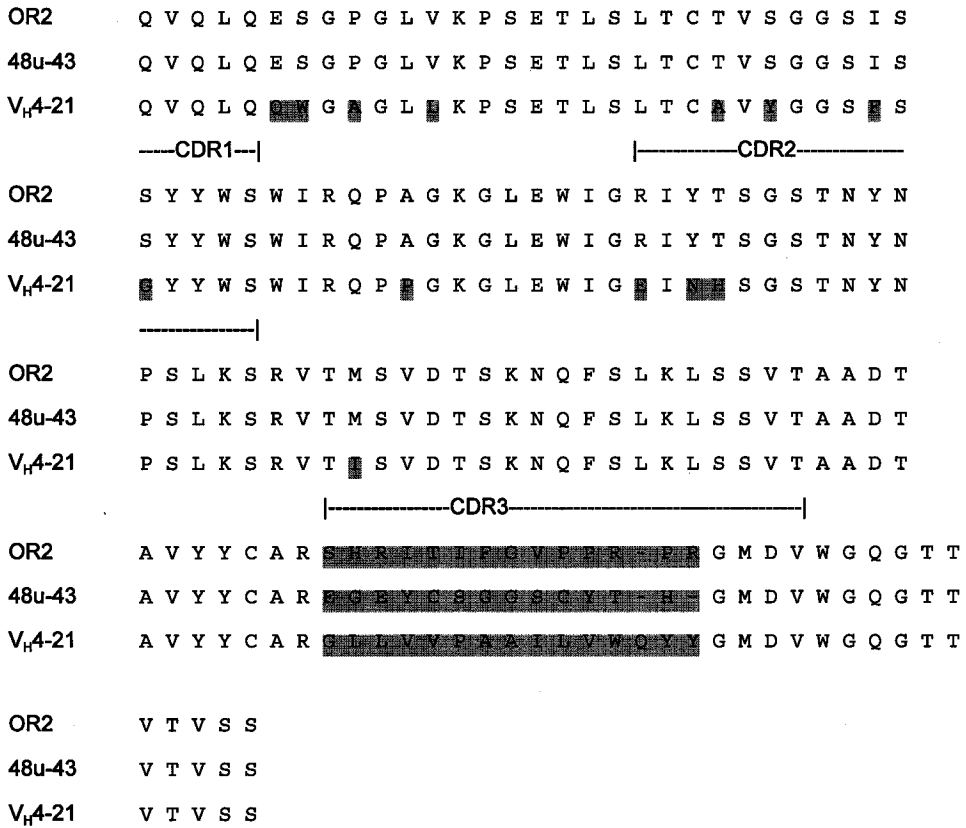 OR2 Q V Q L Q E S G P G L V K P S E T L S L T C T V S G G S I S
48u-43 Q V Q L Q E S G P G L V K P S E T L S L T C T V S G G S I S
VH4-21 Q V Q L Q Q W G A G L L K P S E T L S L T C A V Y G G S F S
-----CDR1---| |--------------CDR2---------------
OR2 S Y Y W S W I R Q P A G K G L E W I G R I Y T S G S T N Y N
48u-43 S Y Y W S W I R Q P A G K G L E W I G R I Y T S G S T N Y N
VH4-21 G Y Y W S W I R Q P P G K G L E W I G E I N H S G S T N Y N
----------------|
OR2 P S L K S R V T M S V D T S K N Q F S L K L S S V T A A D T
48u-43 P S L K S R V T M S V D T S K N Q F S L K L S S V T A A D T
VH4-21 P S L K S R V T I S V D T S K N Q F S L K L S S V T A A D T
|-----------------CDR3------------------------------------------|
OR2 A V Y Y C A R S H R I T I F G V P P R - P R G M D V W G Q G T T
48u-43 A V Y Y C A R E G E Y C S G G S C Y T - H - G M D V W G Q G T T
VH4-21 A V Y Y C A R G L L V V P A A I L V W Q Y Y G M D V W G Q G T T
OR2 V T V S S
48u-43 V T V S S
VH4-21 V T V S S